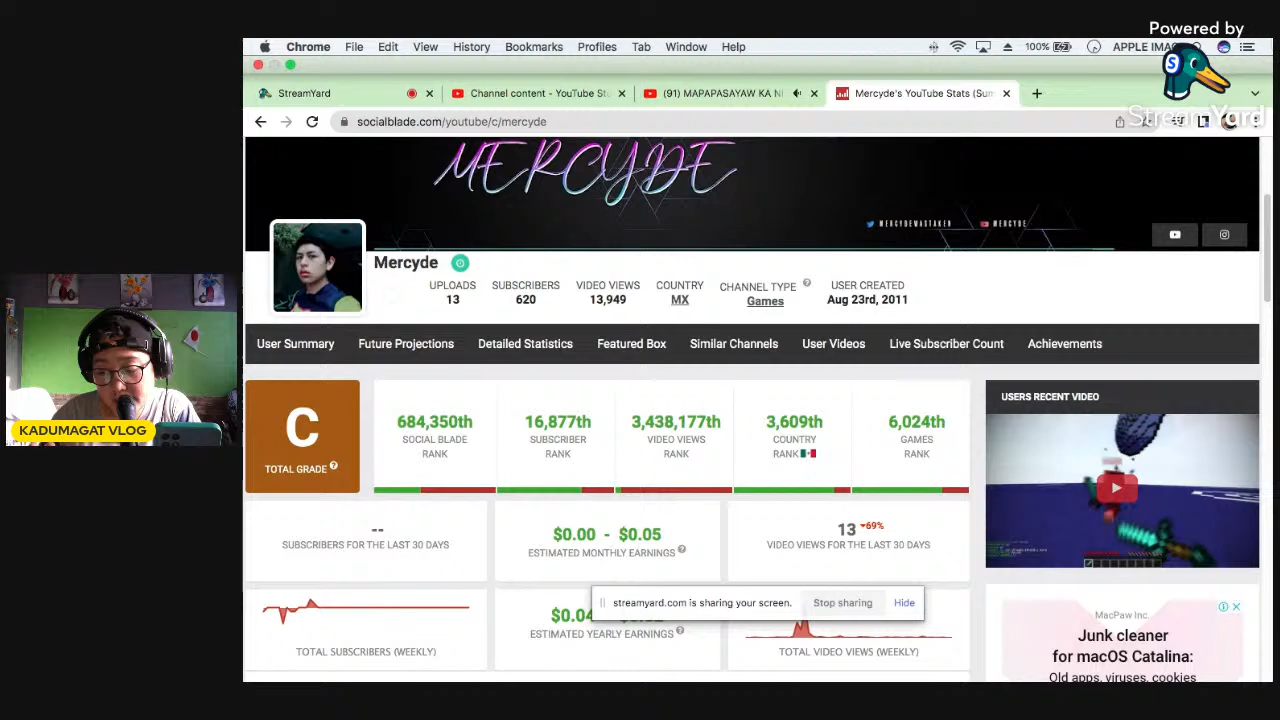 Powered by
StreamYard
Chrome File Edit View History Bookmarks Profiles Tab Window Help
100%
StreamYard
Channel content - YouTube St
(91) MAPAPASAYAW KA N
Mercyde's YouTube Stats (Sum
socialblade.com/youtube/c/mercyde
MERCYDE
MERCYDEWASTAKEN
MERCYDE
Mercyde
UPLOADS
13
SUBSCRIBERS
620
VIDEO VIEWS
13,949
COUNTRY
MX
CHANNEL TYPE
Games
USER CREATED
Aug 23rd, 2011
User Summary Future Projections Detailed Statistics Featured Box Similar Channels User Videos Live Subscriber Count Achievements
C
TOTAL GRADE
684,350th
SOCIAL BLADE
RANK
16,877th
SUBSCRIBER
RANK
3,438,177th
VIDEO VIEWS
RANK
3,609th
COUNTRY
RANK
6,024th
GAMES
RANK
USERS RECENT VIDEO
KADUMAGAT VLOG
--
SUBSCRIBERS FOR THE LAST 30 DAYS
$0.00 - $0.05
ESTIMATED MONTHLY EARNINGS
13 69%
VIDEO VIEWS FOR THE LAST 30 DAYS
streamyard.com is sharing your screen. Stop sharing Hide
ESTIMATED YEARLY EARNINGS
TOTAL SUBSCRIBERS (WEEKLY)
TOTAL VIDEO VIEWS (WEEKLY)
MacPaw Inc.
Junk cleaner
for macOS Catalina:
Old apps, viruses, cookies